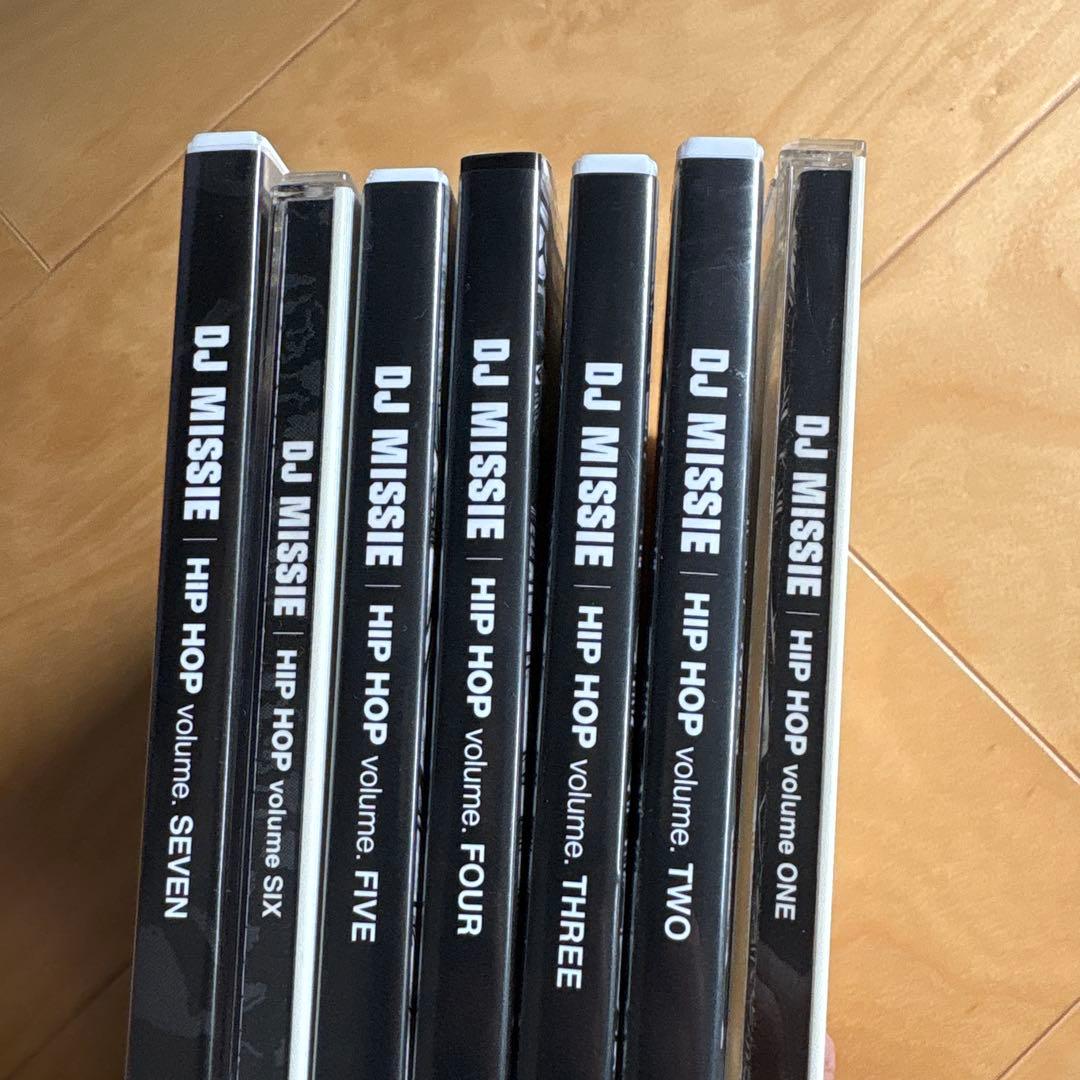 DJ MISSIE | HIP HOP volume. SEVEN
DJ MISSIE | HIP HOP volume SIX
DJ MISSIE | HIP HOP volume. FIVE
DJ MISSIE | HIP HOP volume. FOUR
DJ MISSIE | HIP HOP volume. THREE
DJ MISSIE | HIP HOP volume. TWO
DJ MISSIE | HIP HOP volume ONE